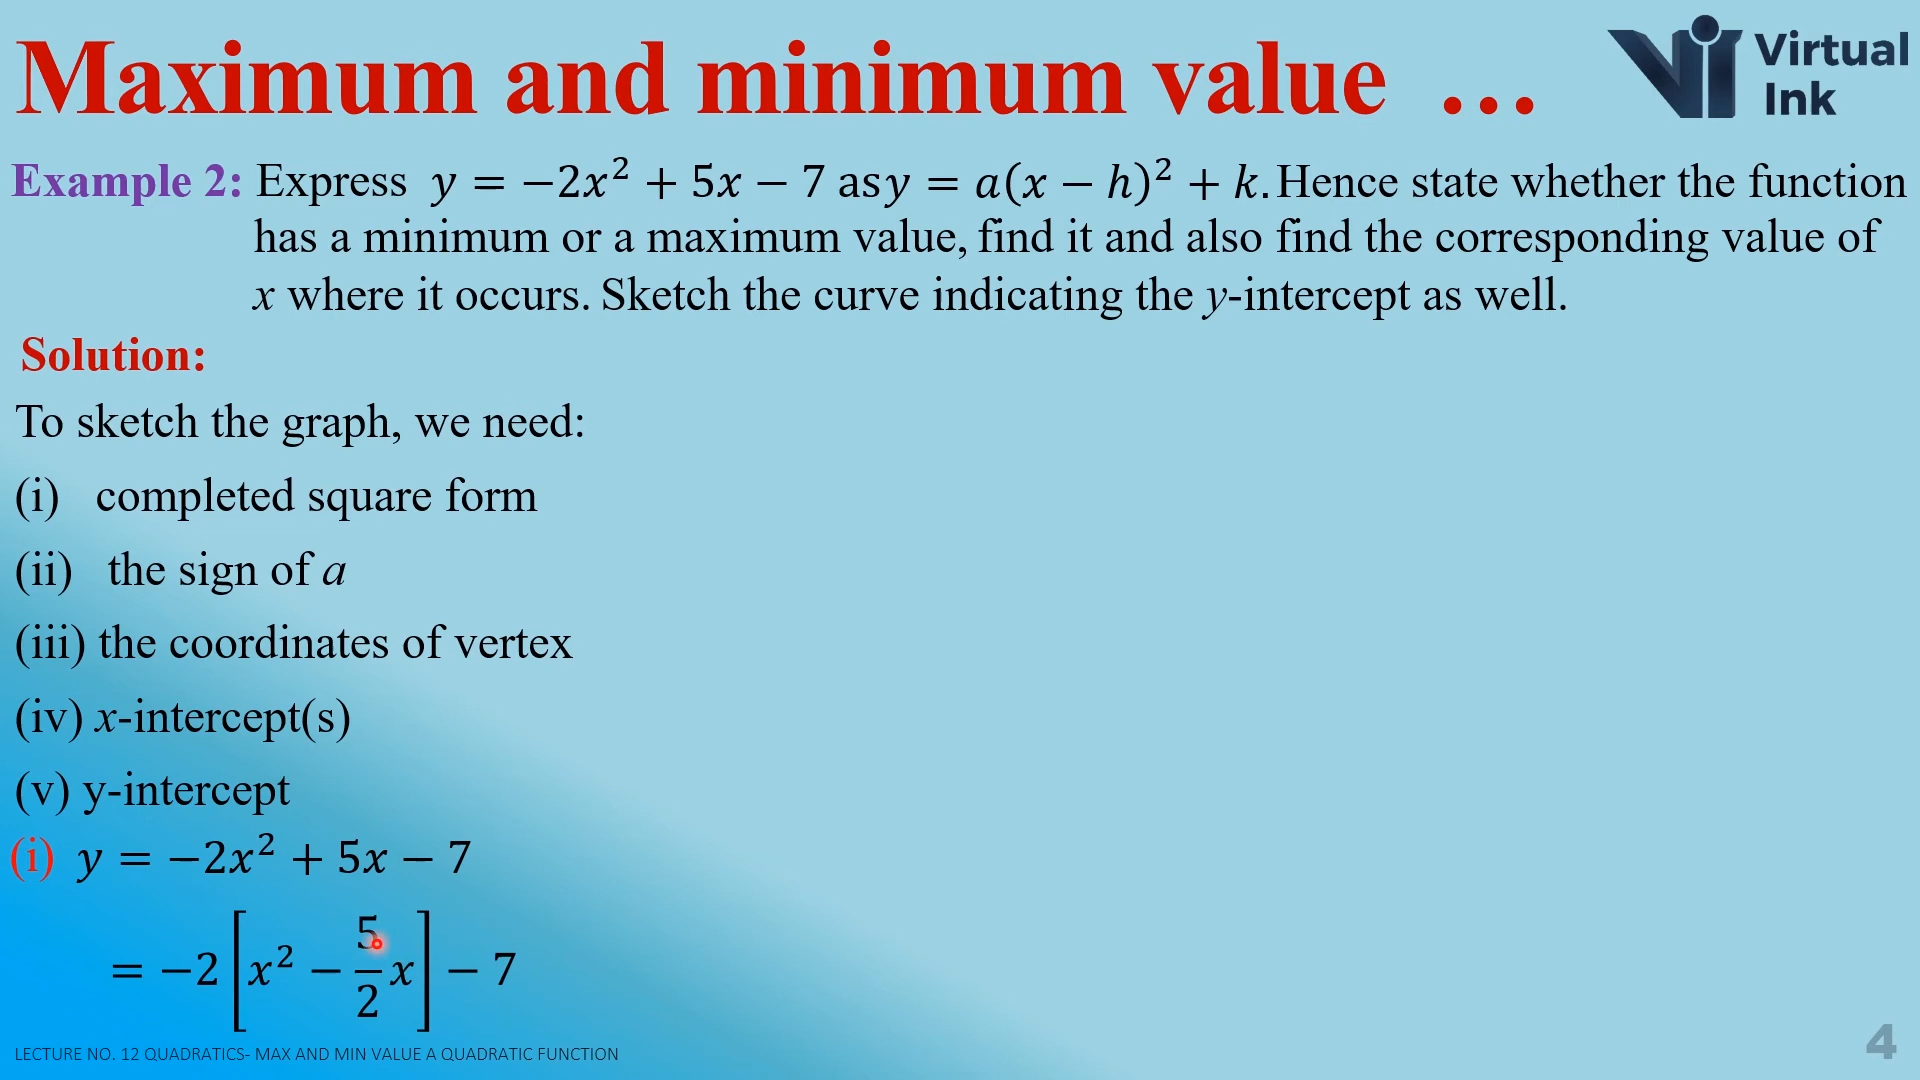 Maximum and minimum value …
Virtual
Ink
Example 2: Express y = −2x² + 5x − 7 as y = a(x − h)² + k. Hence state whether the function
has a minimum or a maximum value, find it and also find the corresponding value of
x where it occurs. Sketch the curve indicating the y-intercept as well.
Solution:
To sketch the graph, we need:
(i) completed square form
(ii) the sign of a
(iii) the coordinates of vertex
(iv) x-intercept(s)
(v) y-intercept
(i) y = −2x² + 5x − 7
= −2[x² − 5/2 x] − 7
LECTURE NO. 12 QUADRATICS- MAX AND MIN VALUE A QUADRATIC FUNCTION
4